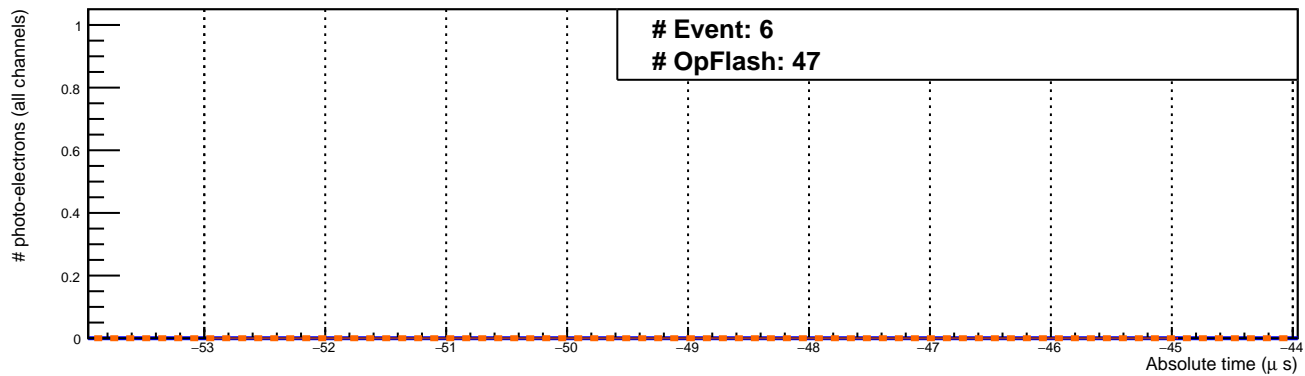 # Event: 6
# OpFlash: 47
# photo-electrons (all channels)
1
0.8
0.6
0.4
0.2
0
−53 −52 −51 −50 −49 −48 −47 −46 −45 −44
Absolute time (μ s)